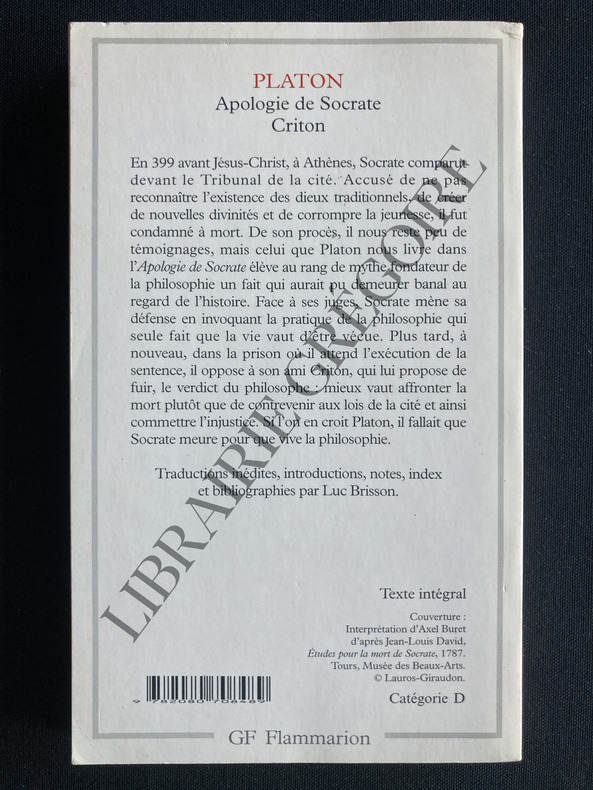 PLATON
Apologie de Socrate
Criton
En 399 avant Jésus-Christ, à Athènes, Socrate comparut
devant le Tribunal de la cité. Accusé de ne pas
reconnaître l'existence des dieux traditionnels, de créer
de nouvelles divinités et de corrompre la jeunesse, il fut
condamné à mort. De son procès, il nous reste peu de
témoignages, mais celui que Platon nous livre dans
l'Apologie de Socrate élève au rang de mythe fondateur de
la philosophie un fait qui aurait pu demeurer banal au
regard de l'histoire. Face à ses juges, Socrate mène sa
défense en invoquant la pratique de la philosophie qui
seule fait que la vie vaut d'être vécue. Plus tard, à
nouveau, dans la prison où il attend l'exécution de la
sentence, il oppose à son ami Criton, qui lui propose de
fuir, le verdict du philosophe : mieux vaut affronter la
mort plutôt que de contrevenir aux lois de la cité et ainsi
commettre l'injustice. Si l'on en croit Platon, il fallait que
Socrate meure pour que vive la philosophie.
Traductions inédites, introductions, notes, index
et bibliographies par Luc Brisson.
LIBRAIRIE GRÉGOIRE
Texte intégral
Couverture :
Interprétation d'Axel Buret
d'après Jean-Louis David,
Études pour la mort de Socrate, 1787.
Tours, Musée des Beaux-Arts.
© Lauros-Giraudon.
Catégorie D
9 782080 708489
GF Flammarion